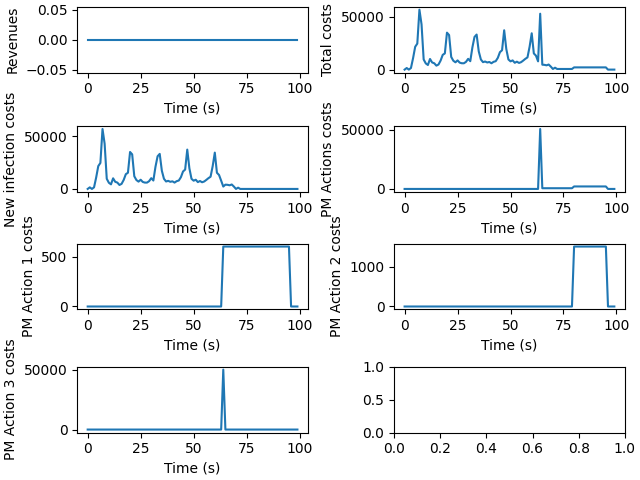 Revenues
0.05
0.00
−0.05
0 25 50 75 100
Time (s)
Total costs
50000
0
0 25 50 75 100
Time (s)
New infection costs
50000
0
0 25 50 75 100
Time (s)
PM Actions costs
50000
0
0 25 50 75 100
Time (s)
PM Action 1 costs
500
0
0 25 50 75 100
Time (s)
PM Action 2 costs
1000
0
0 25 50 75 100
Time (s)
PM Action 3 costs
50000
0
0 25 50 75 100
Time (s)
1.0
0.5
0.0
0.0 0.2 0.4 0.6 0.8 1.0